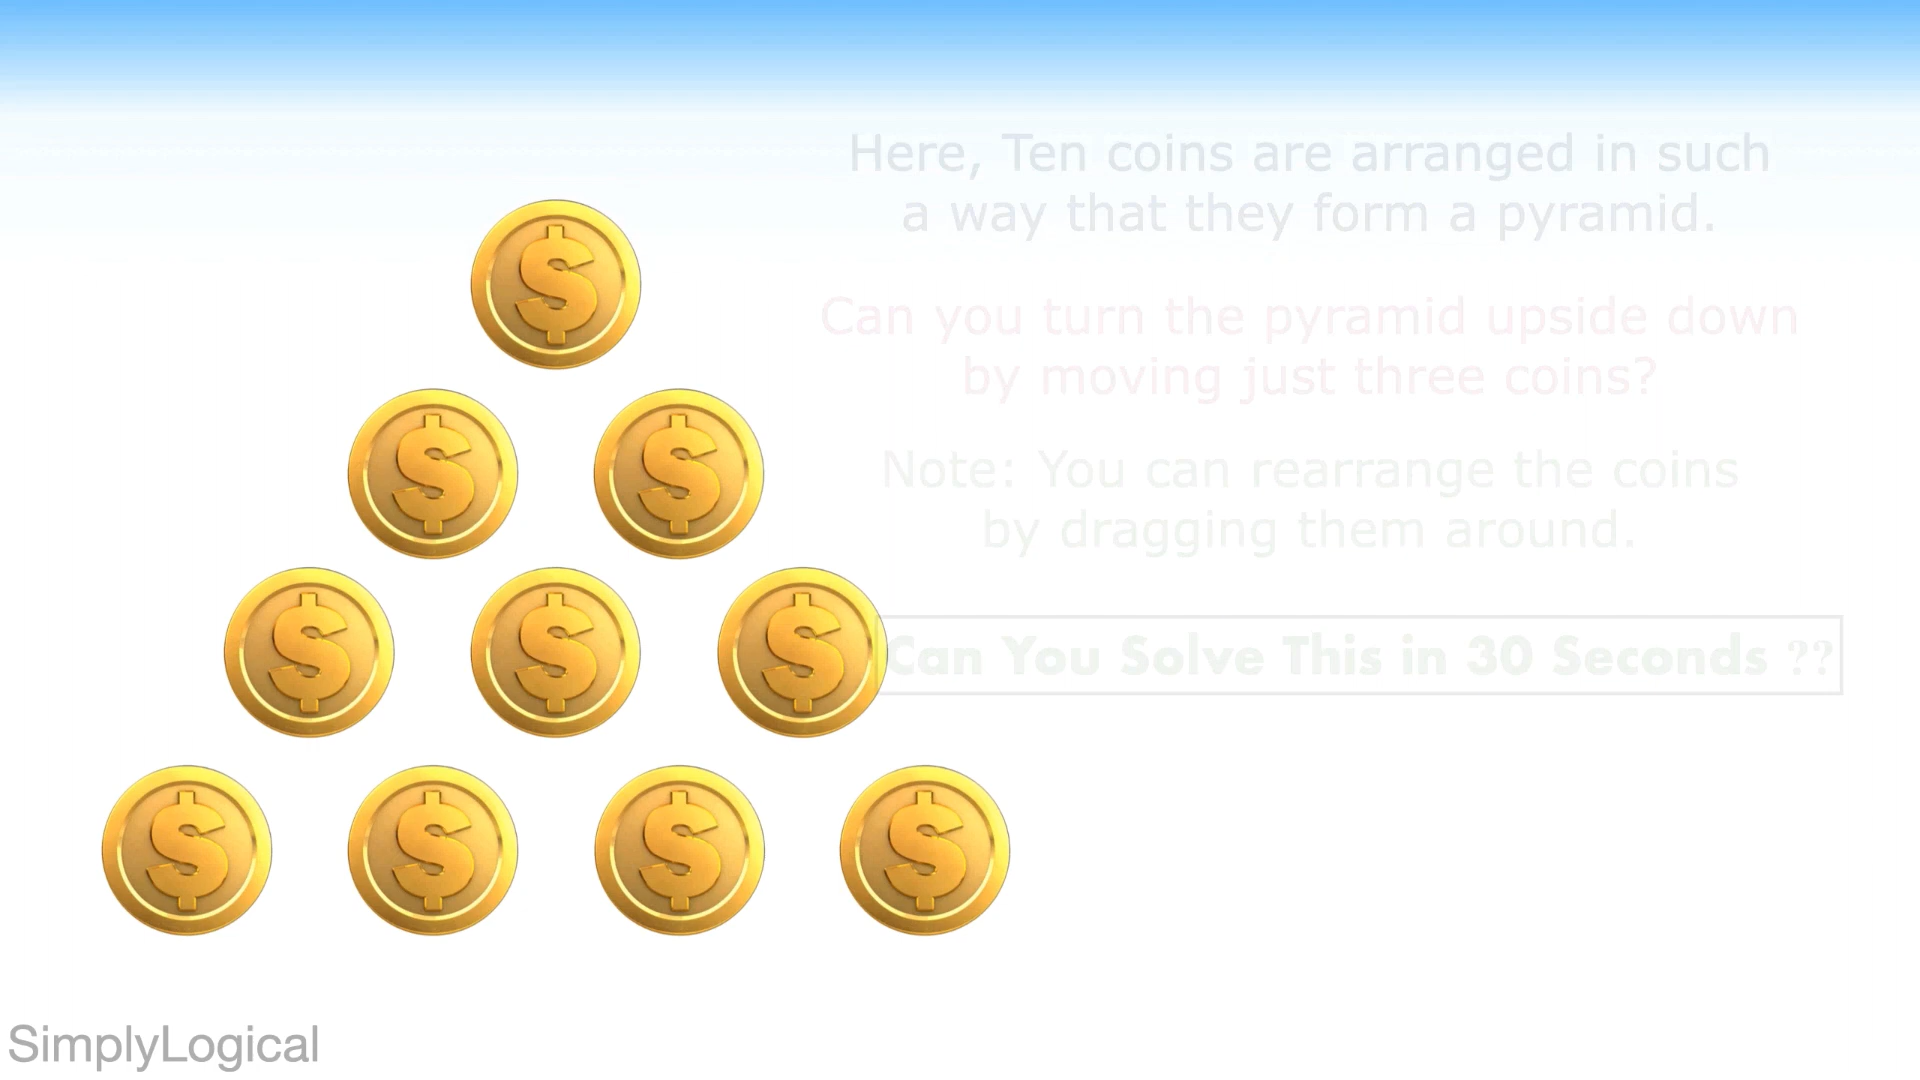 Here, Ten coins are arranged in such
a way that they form a pyramid.
Can you turn the pyramid upside down
by moving just three coins?
Note: You can rearrange the coins
by dragging them around.
Can You Solve This in 30 Seconds ??
SimplyLogical